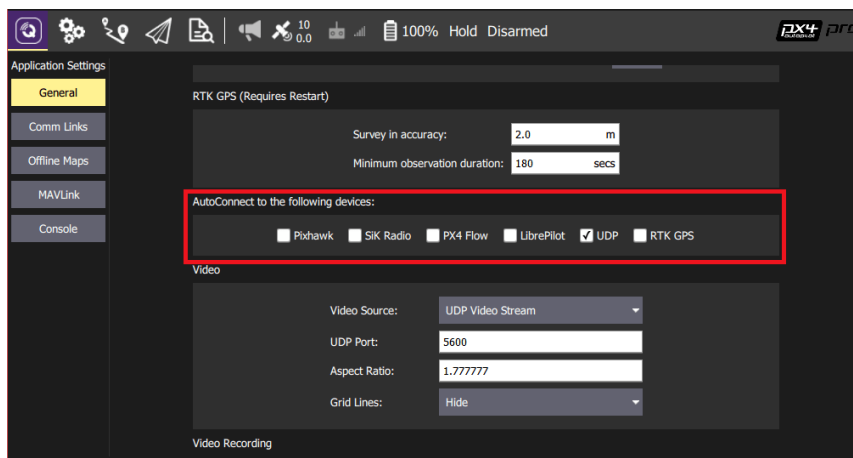 10
0.0
100% Hold Disarmed
PX4 pro
autopilot
Application Settings
General
Comm Links
Offline Maps
MAVLink
Console
RTK GPS (Requires Restart)
Survey in accuracy: 2.0 m
Minimum observation duration: 180 secs
AutoConnect to the following devices:
Pixhawk SiK Radio PX4 Flow LibrePilot UDP RTK GPS
Video
Video Source: UDP Video Stream
UDP Port: 5600
Aspect Ratio: 1.777777
Grid Lines: Hide
Video Recording